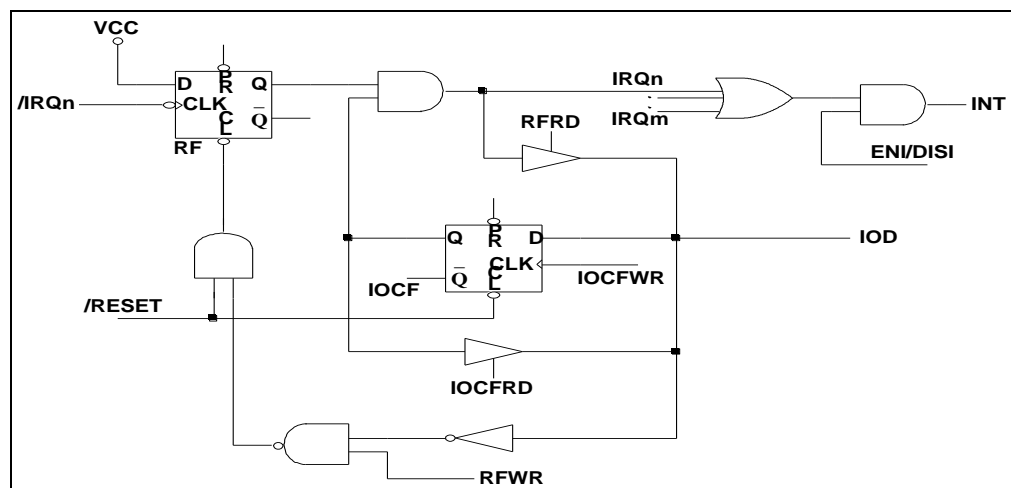 VCC
D PR Q
/IRQn
CLK
CL Q̅
RF
IRQn
IRQm
INT
RFRD
ENI/DISI
Q PR D
IOD
CLK
Q̅ CL
IOCF
IOCFWR
/RESET
IOCFRD
RFWR